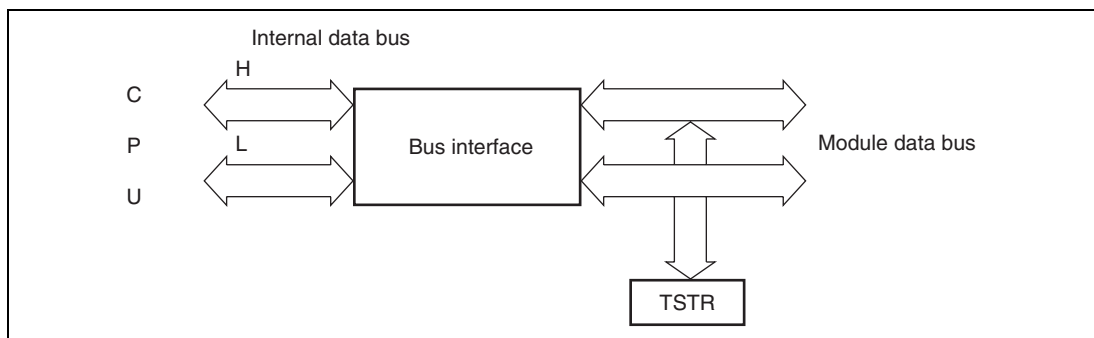 Internal data bus
H
C
P
L
U
Bus interface
Module data bus
TSTR